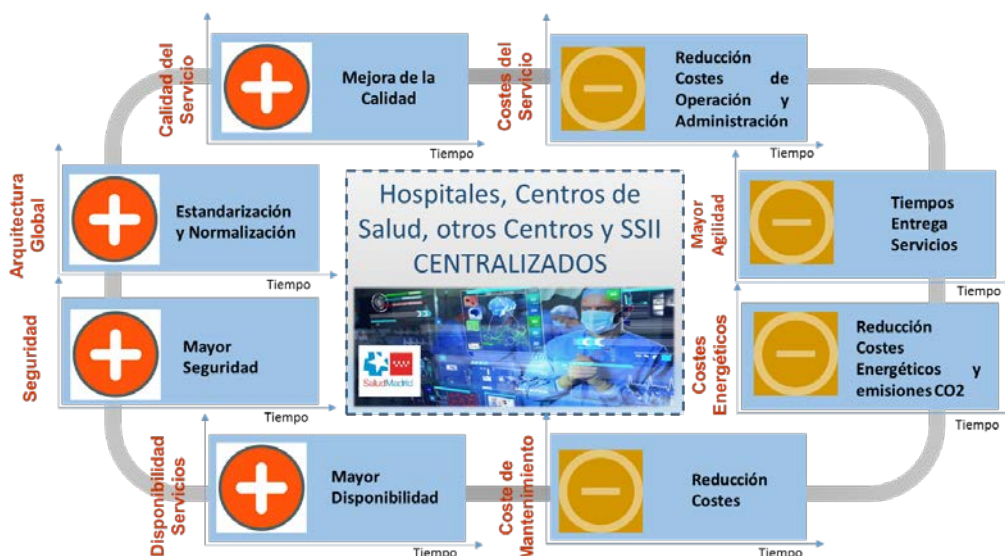 Calidad del
Servicio
Mejora de la
Calidad
Tiempo
Costes del
Servicio
Reducción
Costes de
Operación y
Administración
Tiempo
Arquitectura
Global
Estandarización
y Normalización
Tiempo
Hospitales, Centros de
Salud, otros Centros y SSII
CENTRALIZADOS
SaludMadrid
Mayor
Agilidad
Tiempos
Entrega
Servicios
Tiempo
Seguridad
Mayor
Seguridad
Tiempo
Costes
Energéticos
Reducción
Costes
Energéticos y
emisiones CO2
Tiempo
Disponibilidad
Servicios
Mayor
Disponibilidad
Tiempo
Coste de
Mantenimiento
Reducción
Costes
Tiempo